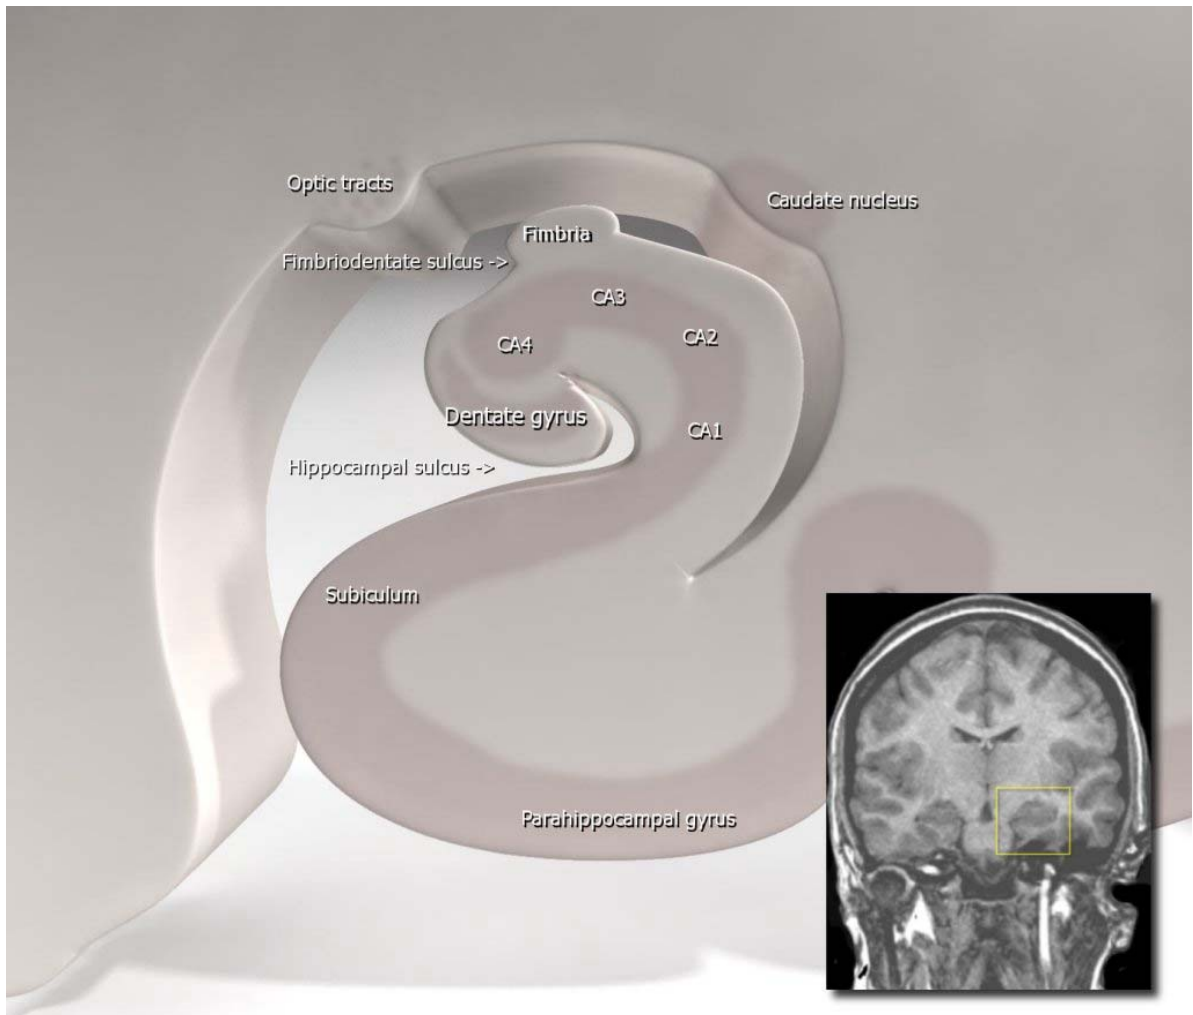 Optic tracts
Caudate nucleus
Fimbria
Fimbriodentate sulcus ->
CA3
CA2
CA4
Dentate gyrus
CA1
Hippocampal sulcus ->
Subiculum
Parahippocampal gyrus